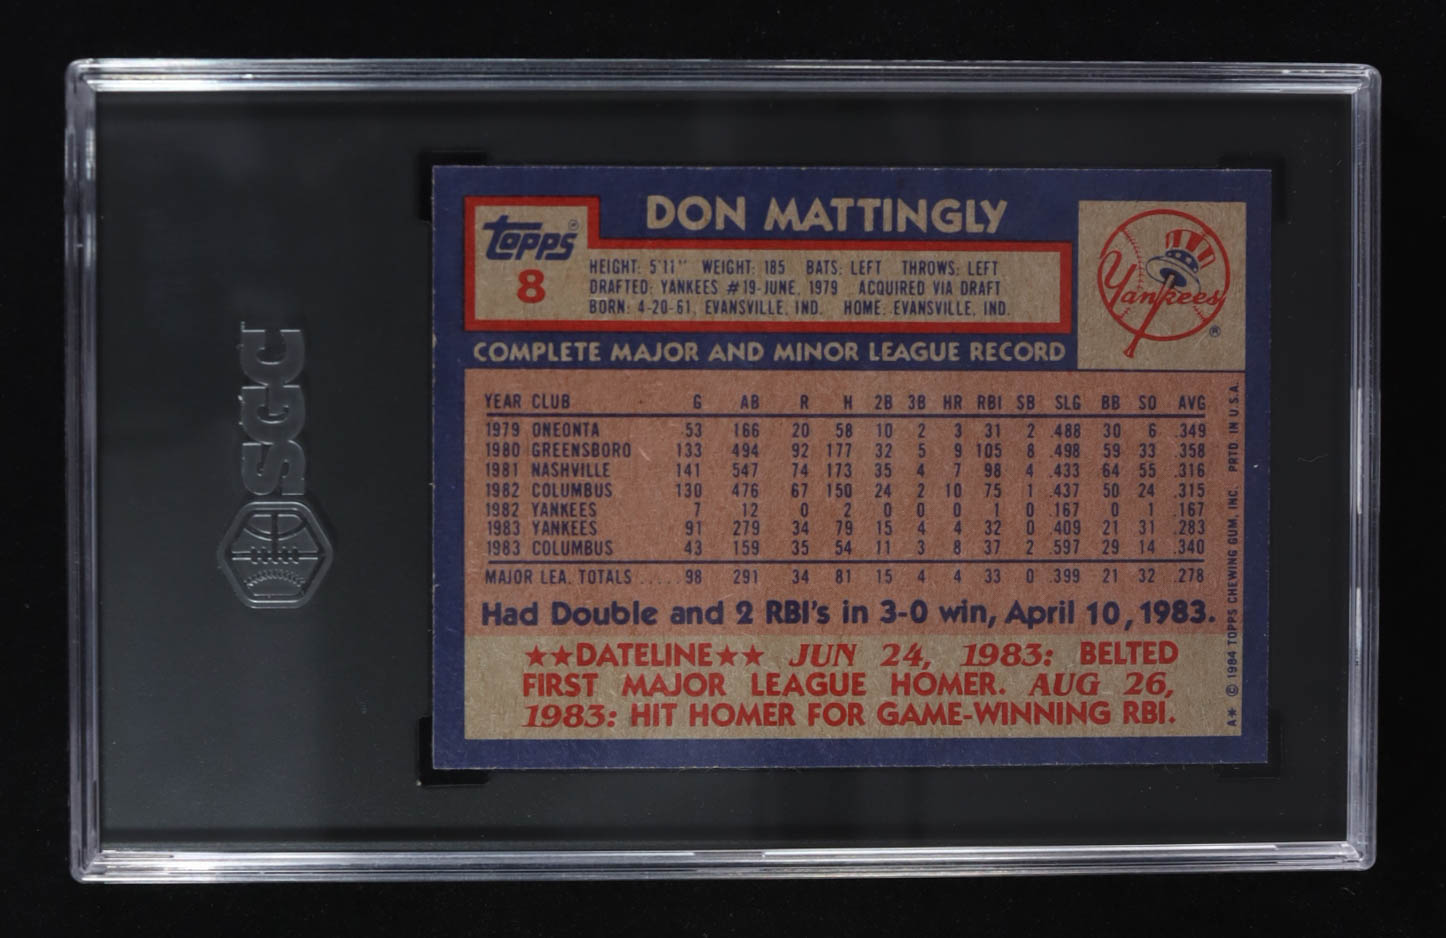 SGC
topps®
8
DON MATTINGLY
HEIGHT: 5'11" WEIGHT: 185 BATS: LEFT THROWS: LEFT
DRAFTED: YANKEES #19-JUNE, 1979 ACQUIRED VIA DRAFT
BORN: 4-20-61, EVANSVILLE, IND. HOME: EVANSVILLE, IND.
Yankees
®
COMPLETE MAJOR AND MINOR LEAGUE RECORD
YEAR CLUB G AB R H 2B 3B HR RBI SB SLG BB SO AVG
1979 ONEONTA 53 166 20 58 10 2 3 31 2 .488 30 6 .349
1980 GREENSBORO 133 494 92 177 32 5 9 105 8 .498 59 33 .358
1981 NASHVILLE 141 547 74 173 35 4 7 98 4 .433 64 55 .316
1982 COLUMBUS 130 476 67 150 24 2 10 75 1 .437 50 24 .315
1982 YANKEES 7 12 0 2 0 0 0 1 0 .167 0 1 .167
1983 YANKEES 91 279 34 79 15 4 4 32 0 .409 21 31 .283
1983 COLUMBUS 43 159 35 54 11 3 8 37 2 .597 29 14 .340
MAJOR LEA. TOTALS ..... 98 291 34 81 15 4 4 33 0 .399 21 32 .278
Had Double and 2 RBI's in 3-0 win, April 10, 1983.
★★DATELINE★★ JUN 24, 1983: BELTED
FIRST MAJOR LEAGUE HOMER. AUG 26,
1983: HIT HOMER FOR GAME-WINNING RBI.
A* © 1984 TOPPS CHEWING GUM, INC. PRTD IN U.S.A.